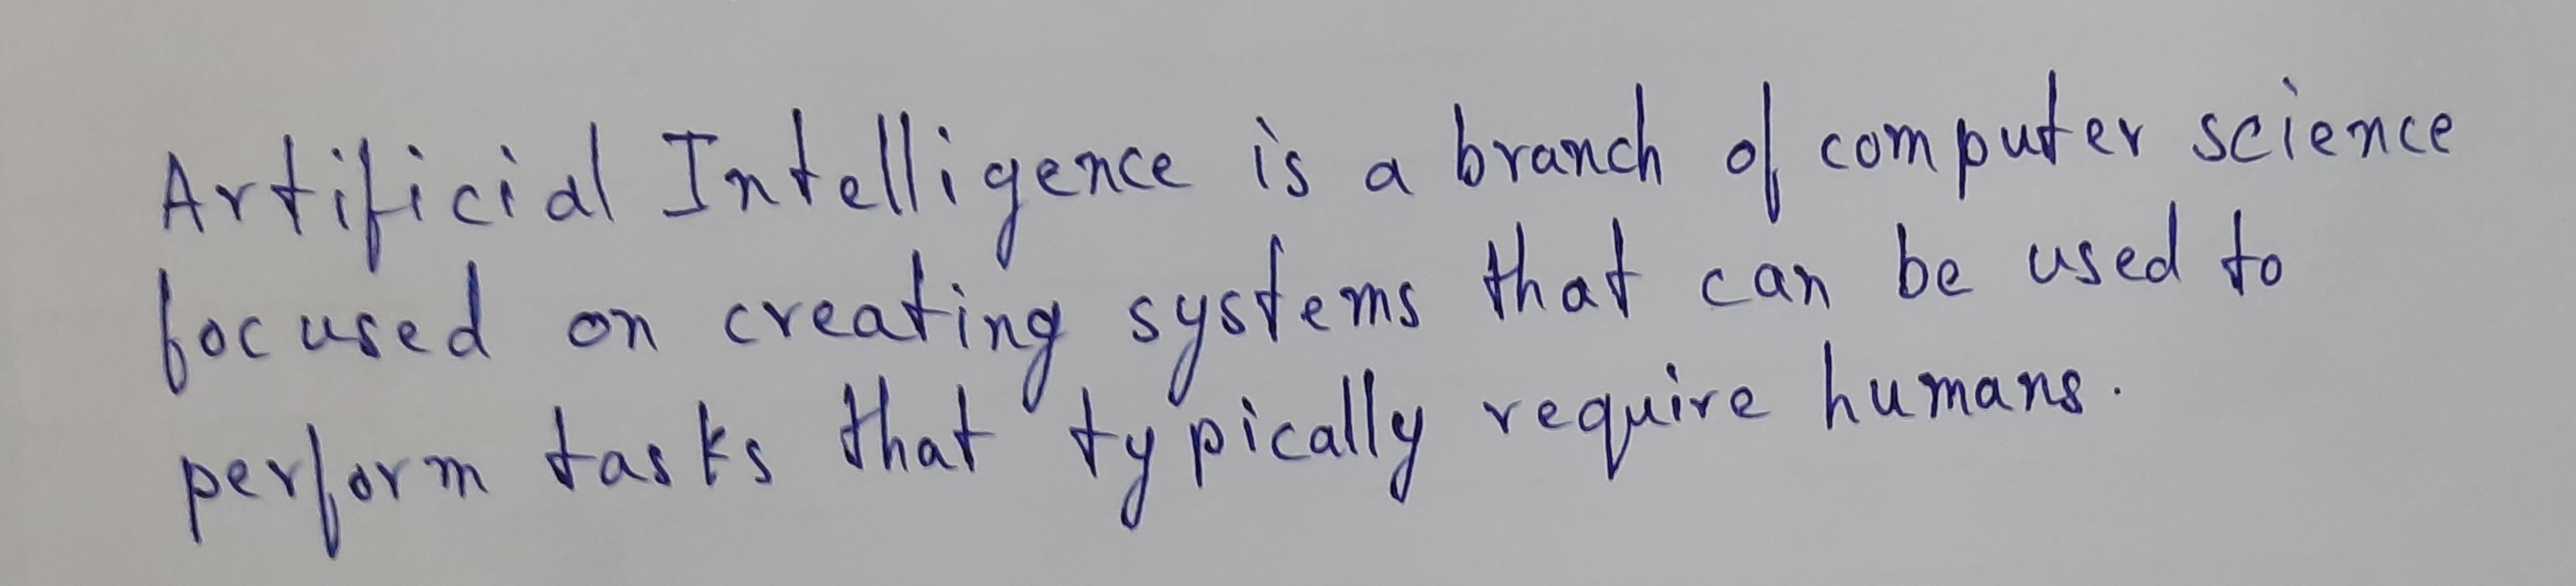 Artificial Intelligence is a branch of computer science
focused on creating systems that can be used to
perform tasks that typically require humans.